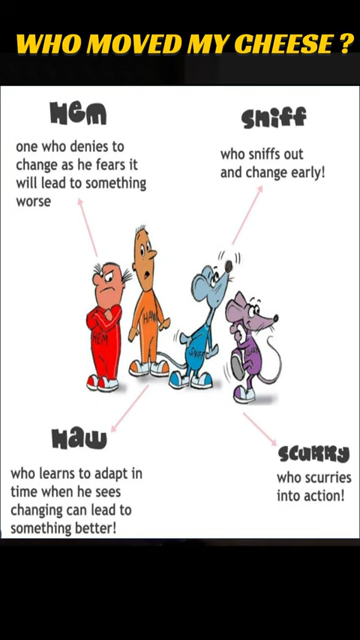 WHO MOVED MY CHEESE ?
Hem
one who denies to
change as he fears it
will lead to something
worse
Sniff
who sniffs out
and change early!
HEM
HAW
Haw
who learns to adapt in
time when he sees
changing can lead to
something better!
Scurry
who scurries
into action!